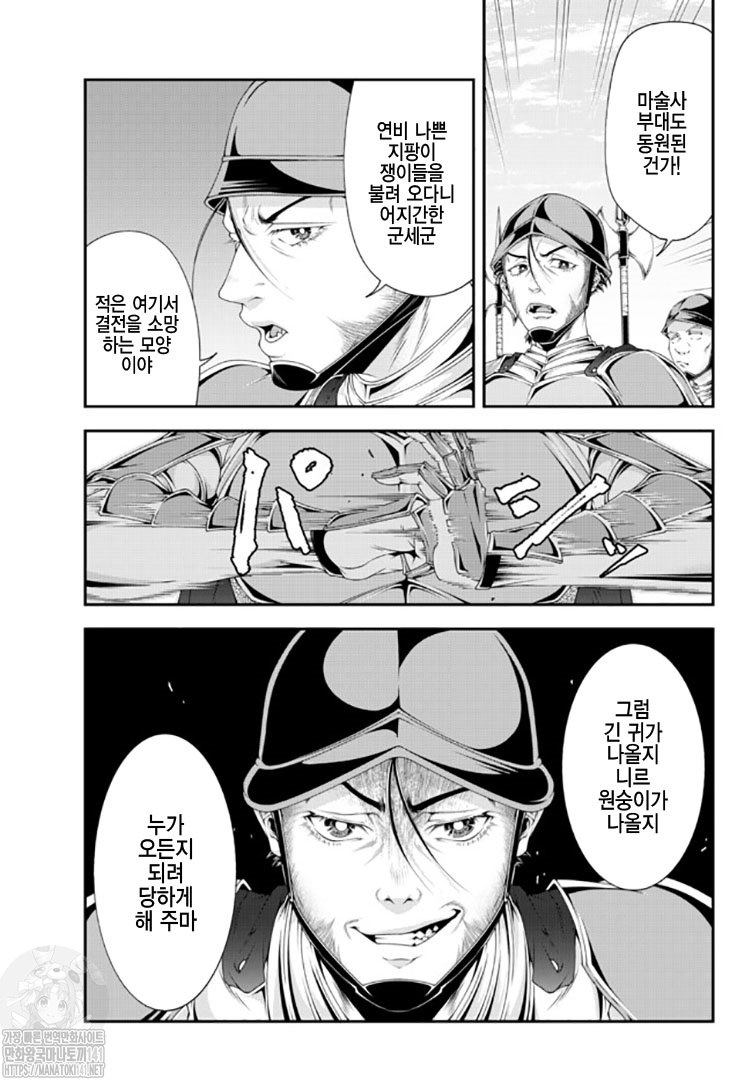 마술사
부대도
동원된
건가!
연비 나쁜
지팡이
쟁이들을
불려 오다니
어지간한
군세군
적은 여기서
결전을 소망
하는 모양
이야
그럼
긴 귀가
나올지
니르
원숭이가
나올지
누가
오든지
되려
당하게
해 주마
가장 빠른 번역만화사이트
만화왕국마나토끼141
HTTPS://MANATOKI141.NET